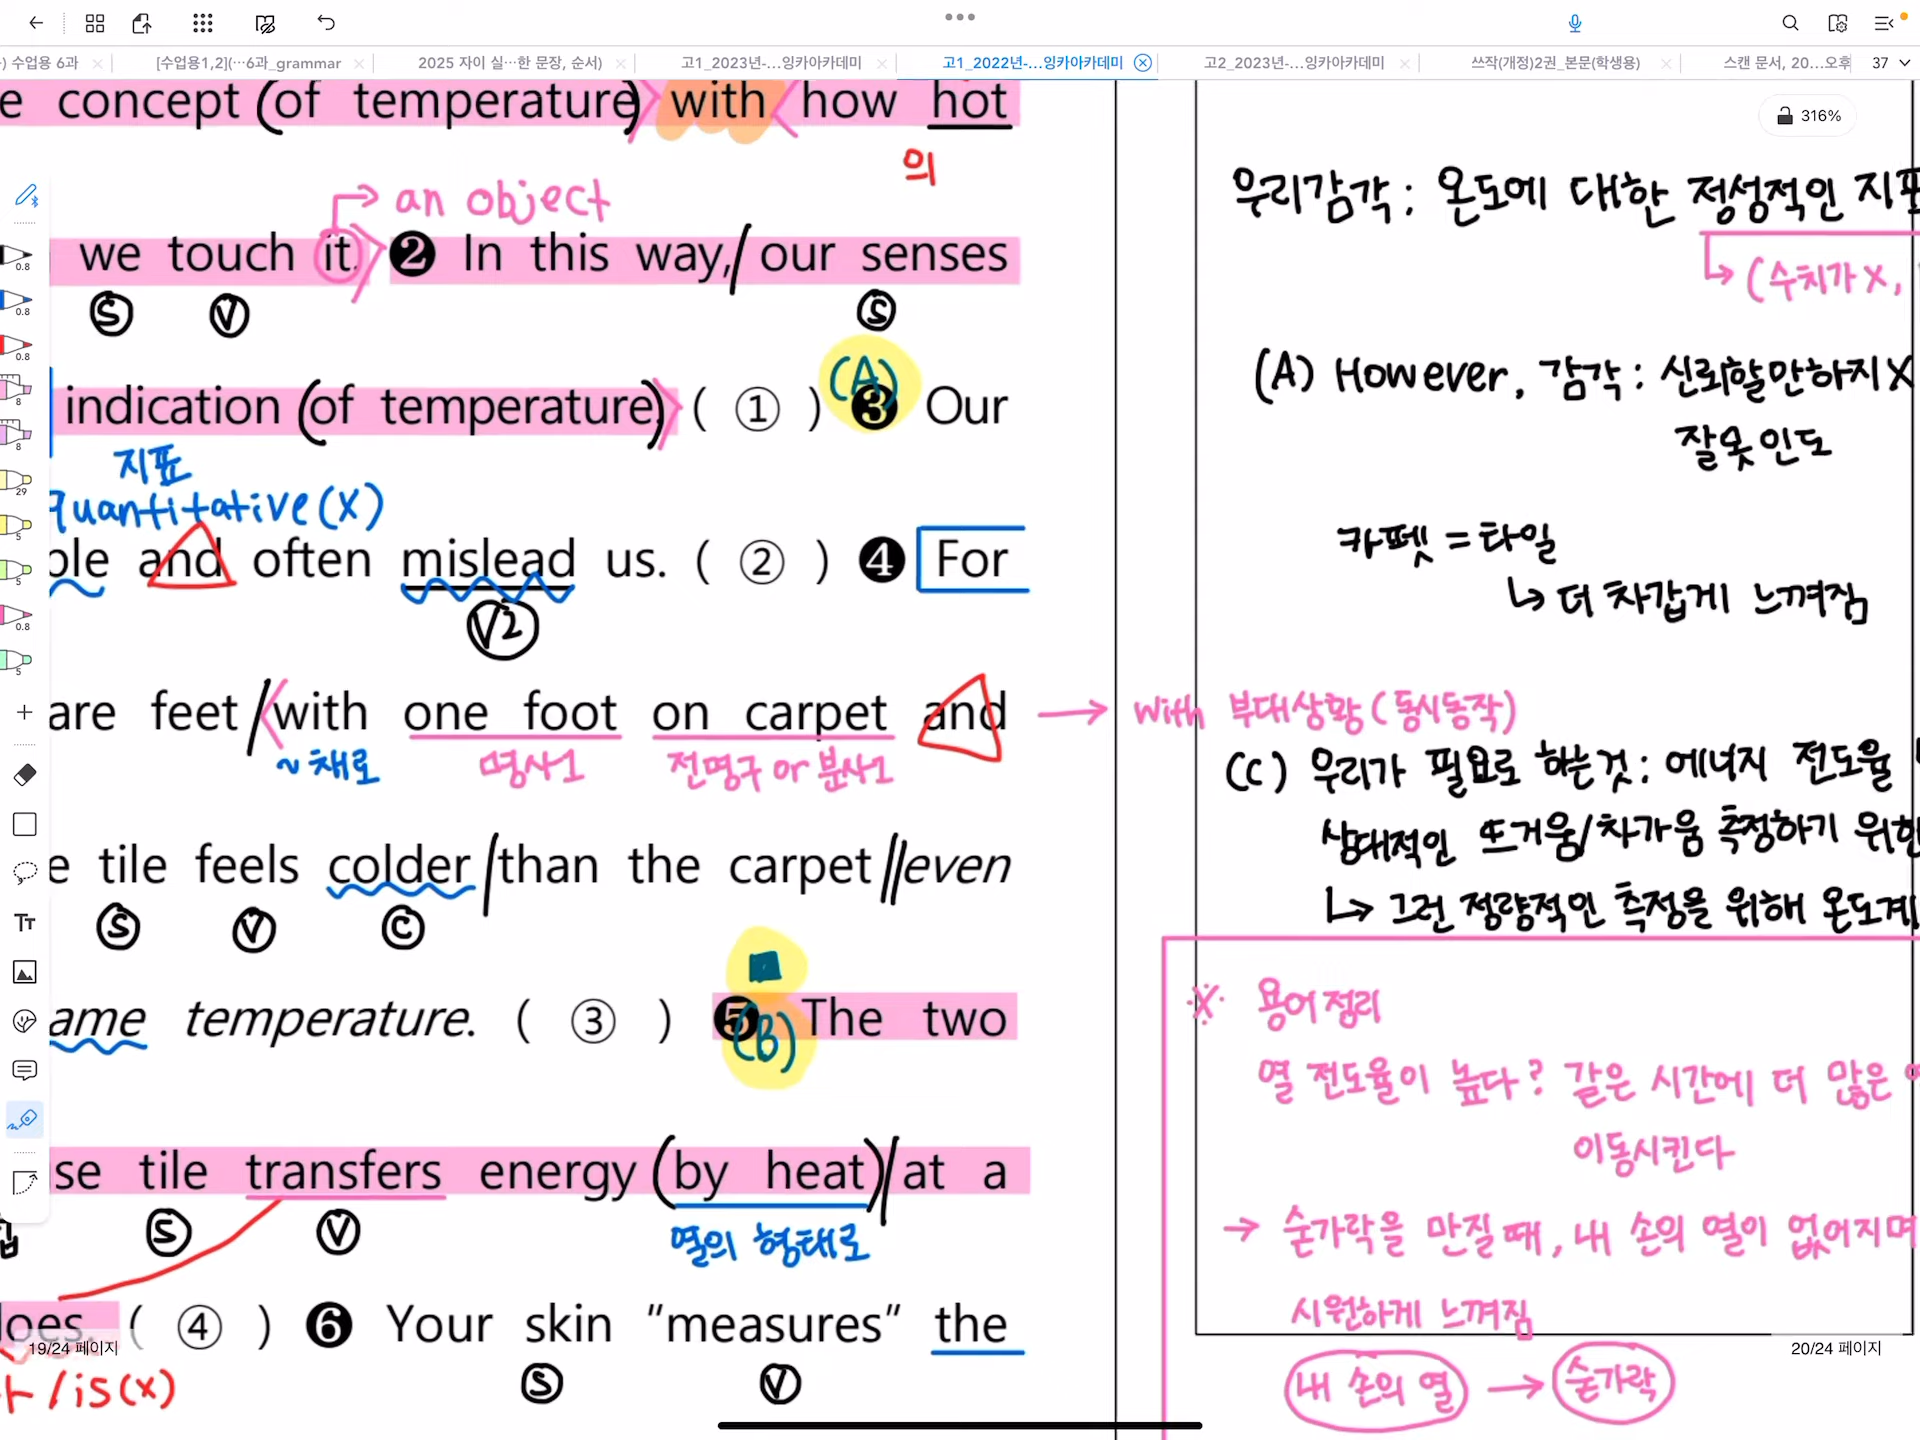 ) 수업용 6과
[수업용1,2](…6과_grammar
2025 자이 실…한 문장, 순서)
고1_2023년-…잉카아카데미
고1_2022년-…잉카아카데미
고2_2023년-…잉카아카데미
쓰작(개정)2권_본문(학생용)
스캔 문서, 20…오후
37
316%
0.8
0.8
0.8
8
8
29
5
5
0.8
5
e concept (of temperature) with how hot
의
an object
we touch it. ❷ In this way, / our senses
S V S
(A)
indication (of temperature, ( ① ) ❸ Our
지표
quantitative(X)
ble and often mislead us. ( ② ) ❹ For
V2
are feet / with one foot on carpet and
~채로 명사1 전명구 or 분사1
e tile feels colder / than the carpet // even
S V C
ame temperature. ( ③ ) ❺ The two
(B)
se tile transfers energy (by heat) / at a
S V 열의 형태로
loes. ( ④ ) ❻ Your skin “measures” the
19/24 페이지
S V
/is(x)
우리감각 : 온도에 대한 정성적인 지표
(수치가 X,
(A) However, 감각 : 신뢰할만하지 X
잘못 인도
카펫 = 타일
↳ 더 차갑게 느껴짐
→ with 부대상황 (동시동작)
(C) 우리가 필요로 하는것 : 에너지 전도율
상대적인 뜨거움/차가움 측정하기 위한
↳ 그런 정량적인 측정을 위해 온도계
※ 용어정리
열 전도율이 높다? 같은 시간에 더 많은
이동시킨다
→ 숟가락을 만질 때, 내 손의 열이 없어지며
시원하게 느껴짐
20/24 페이지
내 손의 열 → 숟가락